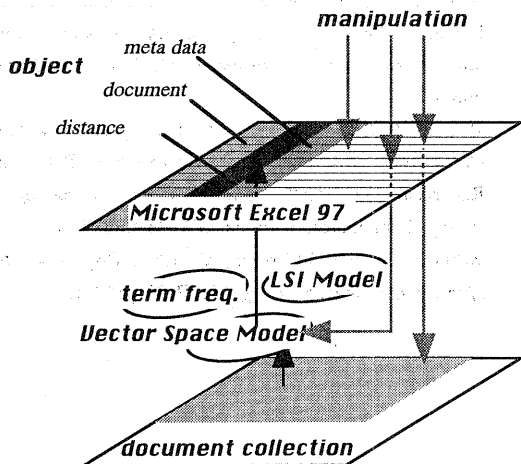 manipulation
meta data
object
document
distance
Microsoft Excel 97
LSI Model
term freq.
Vector Space Model
document collection